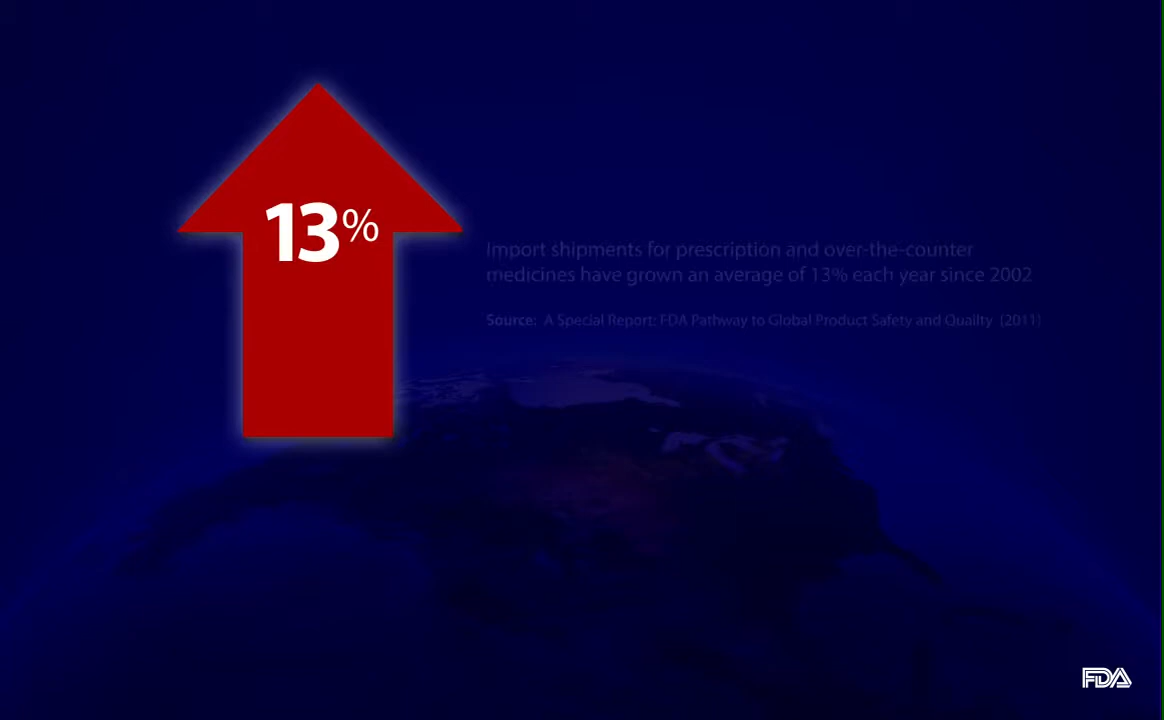 13%
Import shipments for prescription and over-the-counter
medicines have grown an average of 13% each year since 2002
Source: A Special Report: FDA Pathway to Global Product Safety and Quailty (2011)
FDA